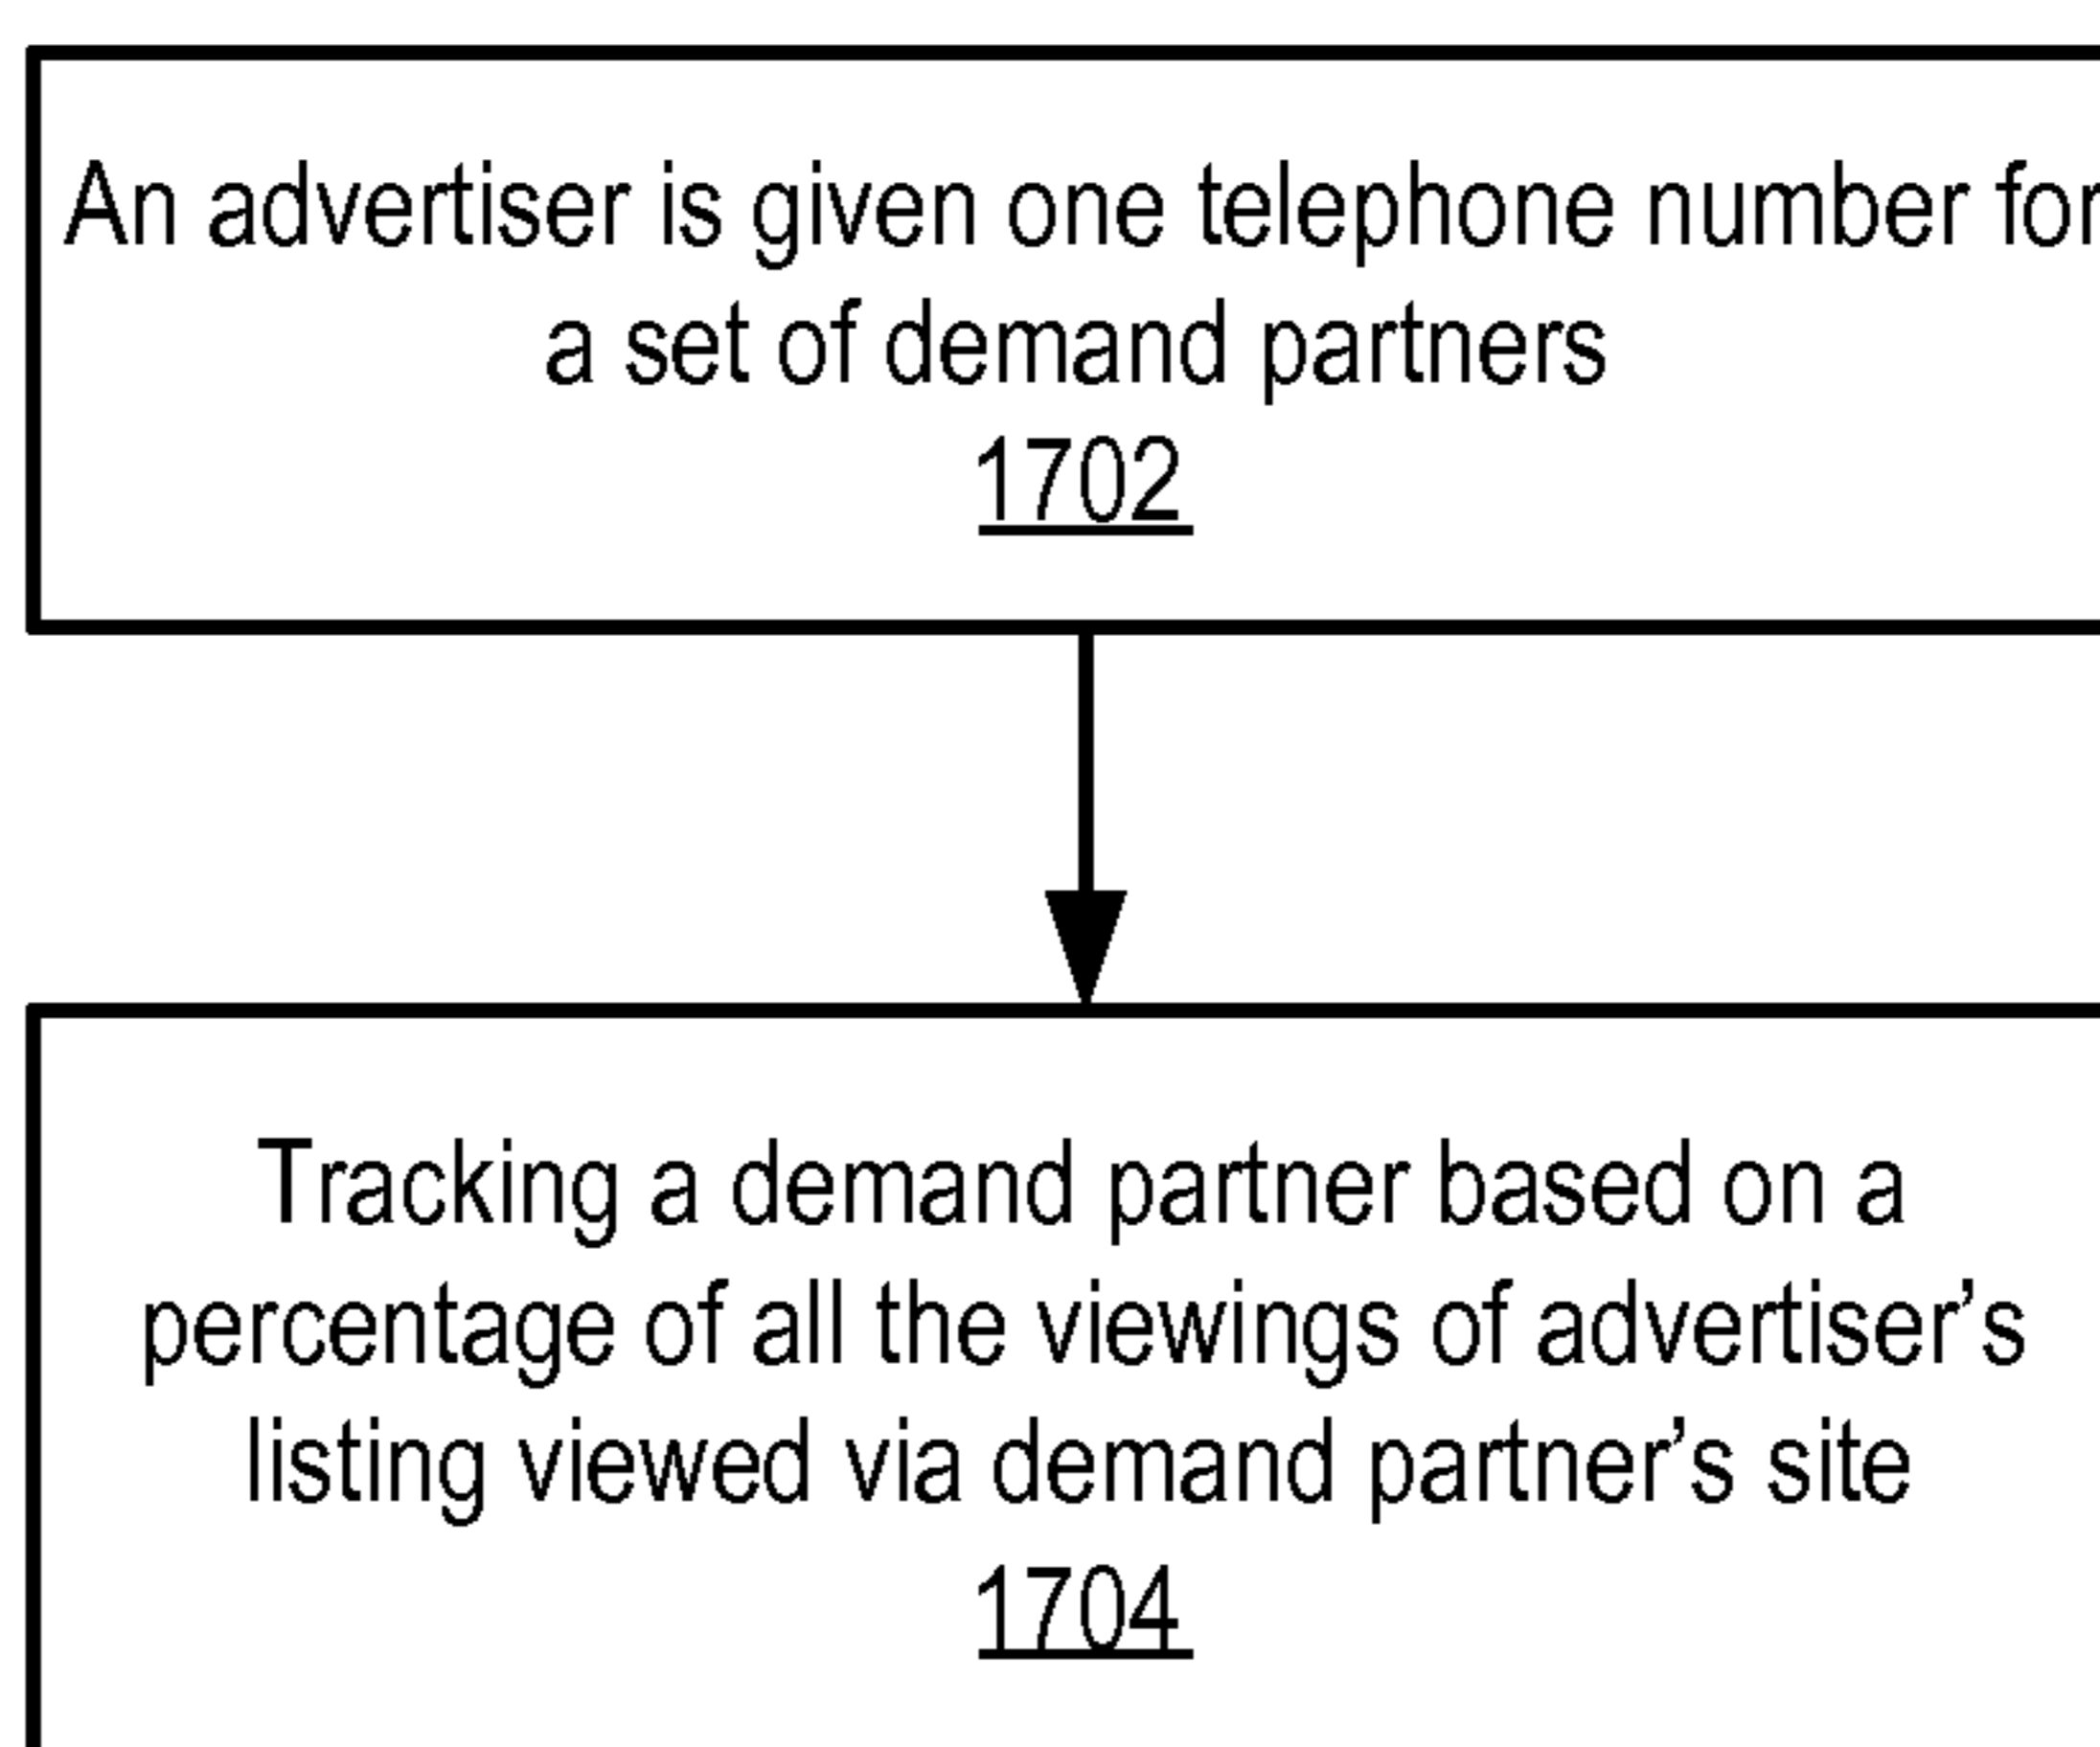 An advertiser is given one telephone number for
a set of demand partners
1702
Tracking a demand partner based on a
percentage of all the viewings of advertiser’s
listing viewed via demand partner’s site
1704